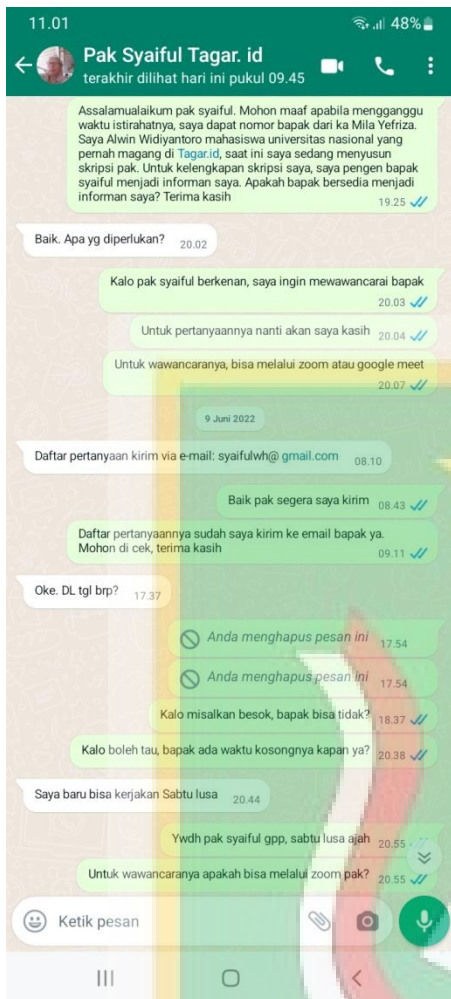 11.01 48%
Pak Syaiful Tagar. id
terakhir dilihat hari ini pukul 09.45
Assalamualaikum pak syaiful. Mohon maaf apabila mengganggu
waktu istirahatnya, saya dapat nomor bapak dari ka Mila Yefriza.
Saya Alwin Widiyantoro mahasiswa universitas nasional yang
pernah magang di Tagar.id, saat ini saya sedang menyusun
skripsi pak. Untuk kelengkapan skripsi saya, saya pengen bapak
syaiful menjadi informan saya. Apakah bapak bersedia menjadi
informan saya? Terima kasih
19.25
Baik. Apa yg diperlukan? 20.02
Kalo pak syaiful berkenan, saya ingin mewawancarai bapak
20.03
Untuk pertanyaannya nanti akan saya kasih 20.04
Untuk wawancaranya, bisa melalui zoom atau google meet
20.07
9 Juni 2022
Daftar pertanyaan kirim via e-mail: syaifulwh@ gmail.com 08.10
Baik pak segera saya kirim 08.43
Daftar pertanyaannya sudah saya kirim ke email bapak ya.
Mohon di cek, terima kasih 09.11
Oke. DL tgl brp? 17.37
Anda menghapus pesan ini 17.54
Anda menghapus pesan ini 17.54
Kalo misalkan besok, bapak bisa tidak? 18.37
Kalo boleh tau, bapak ada waktu kosongnya kapan ya? 20.38
Saya baru bisa kerjakan Sabtu lusa 20.44
Ywdh pak syaiful gpp, sabtu lusa ajah 20.55
Untuk wawancaranya apakah bisa melalui zoom pak? 20.55
Ketik pesan